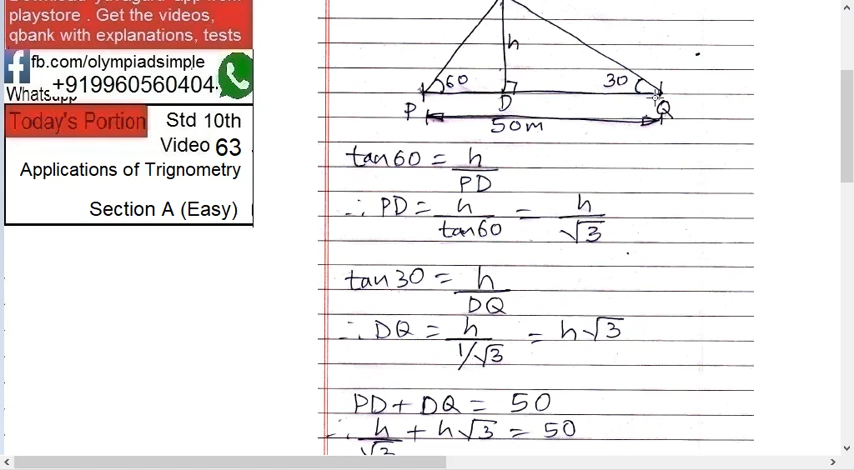 playstore . Get the videos,
qbank with explanations, tests
fb.com/olympiadsimple
+919960560404
Whatsupp
Today's Portion Std 10th
Video 63
Applications of Trignometry
Section A (Easy)
h
60 30
P D Q
50m
tan60 = h/PD
∴ PD = h/tan60 = h/√3
tan30 = h/DQ
∴ DQ = h/1/√3 = h√3
PD + DQ = 50
∴ h/√3 + h√3 = 50